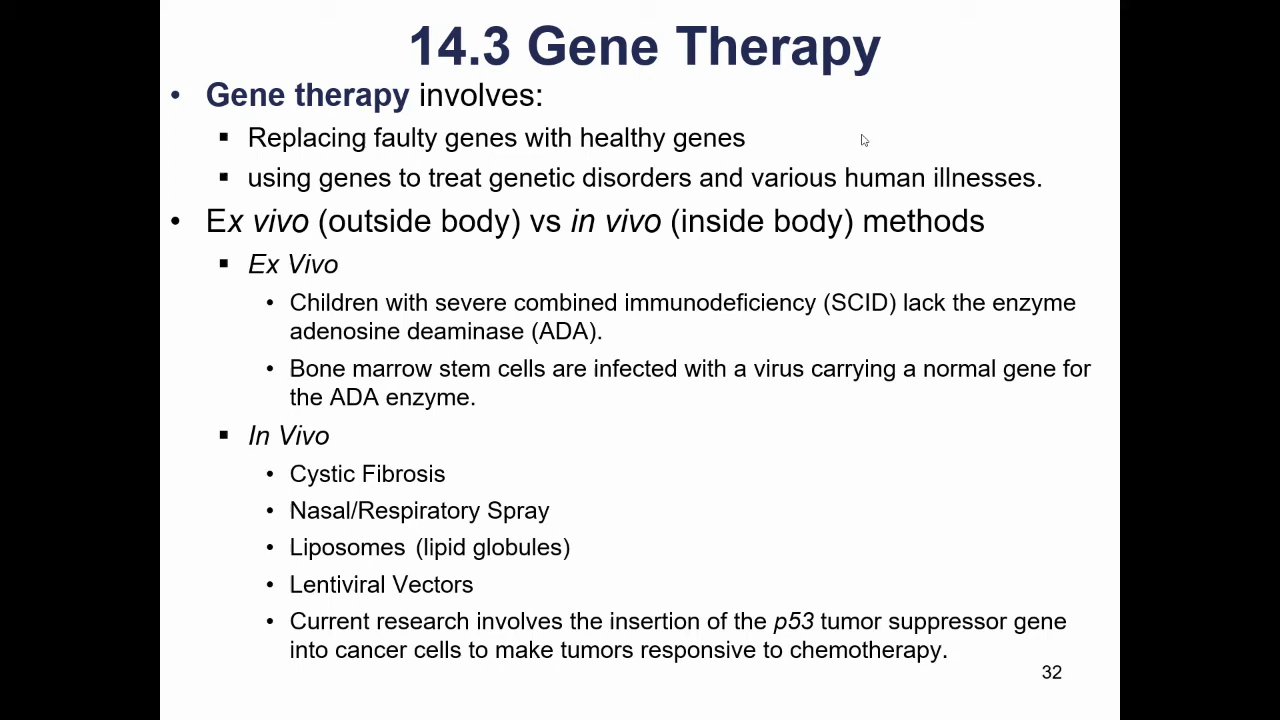 14.3 Gene Therapy
• Gene therapy involves:
▪ Replacing faulty genes with healthy genes
▪ using genes to treat genetic disorders and various human illnesses.
• Ex vivo (outside body) vs in vivo (inside body) methods
▪ Ex Vivo
• Children with severe combined immunodeficiency (SCID) lack the enzyme
adenosine deaminase (ADA).
• Bone marrow stem cells are infected with a virus carrying a normal gene for
the ADA enzyme.
▪ In Vivo
• Cystic Fibrosis
• Nasal/Respiratory Spray
• Liposomes (lipid globules)
• Lentiviral Vectors
• Current research involves the insertion of the p53 tumor suppressor gene
into cancer cells to make tumors responsive to chemotherapy.
32